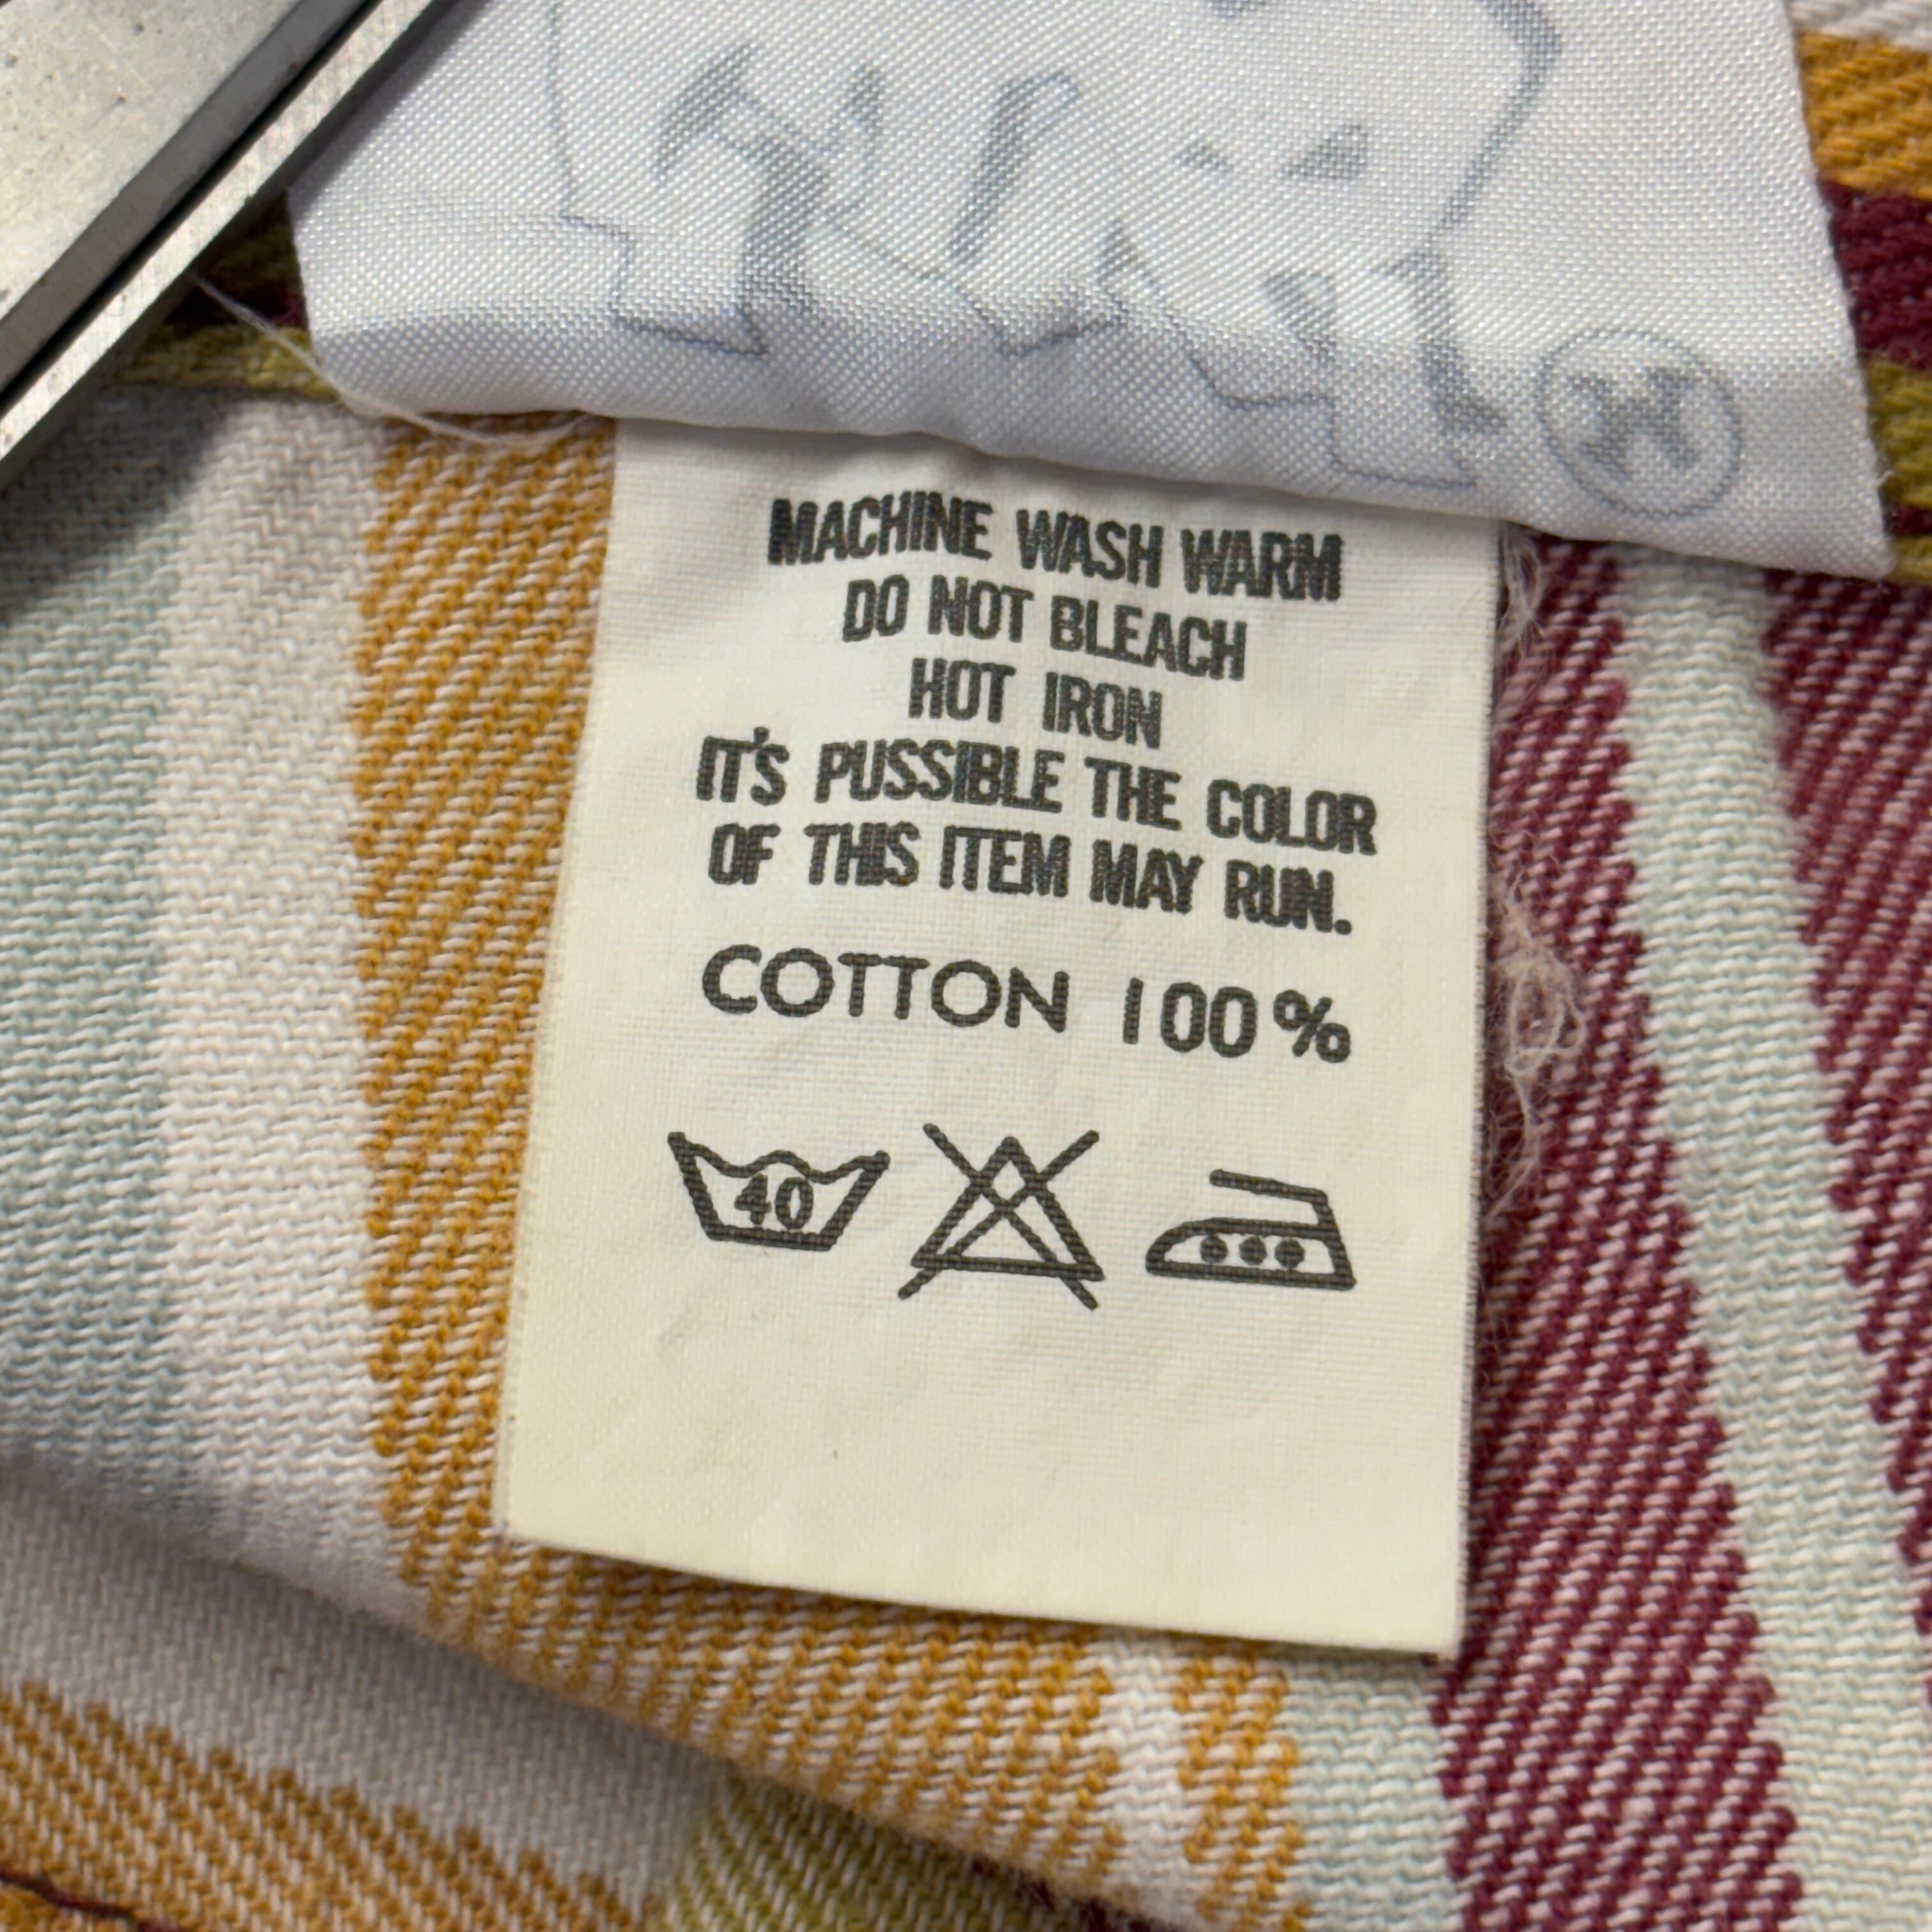 MACHINE WASH WARM
DO NOT BLEACH
HOT IRON
IT'S PUSSIBLE THE COLOR
OF THIS ITEM MAY RUN.
COTTON 100%
40